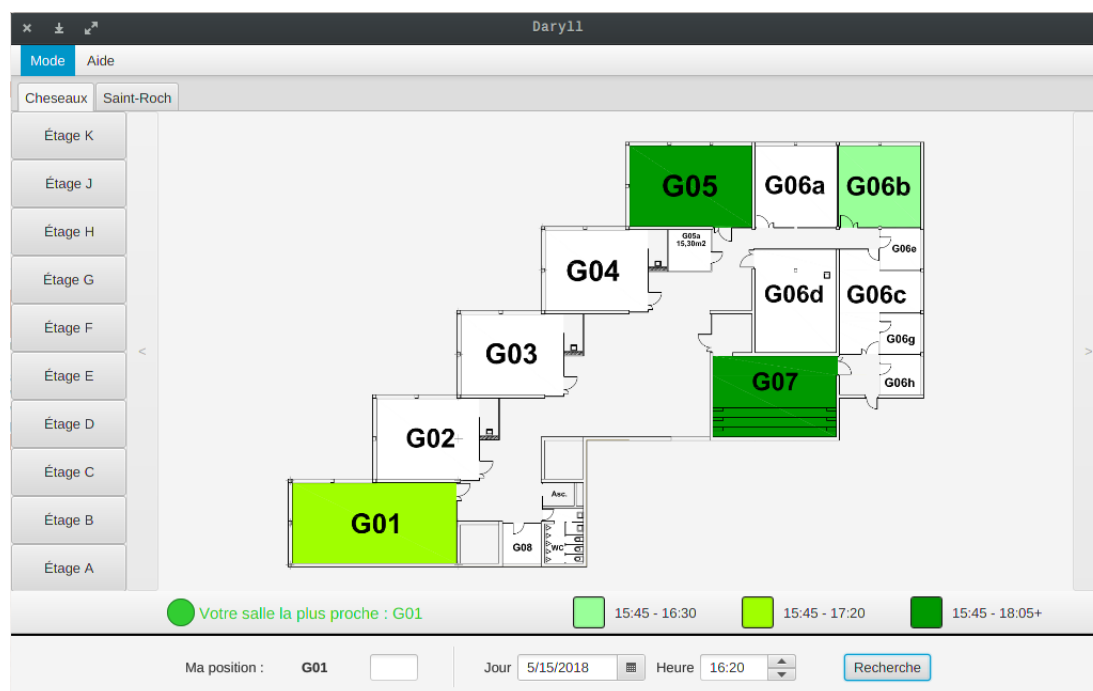 Daryll
Mode Aide
Cheseaux Saint-Roch
Étage K
Étage J
Étage H
Étage G
Étage F
Étage E
Étage D
Étage C
Étage B
Étage A
<
>
G05
G06a
G06b
G05a
15,30m2
G06e
G04
G06d
G06c
G06g
G03
G07
G06h
G02
Asc.
G01
G08
WC
Votre salle la plus proche : G01
15:45 - 16:30
15:45 - 17:20
15:45 - 18:05+
Ma position : G01 Jour 5/15/2018 Heure 16:20 Recherche